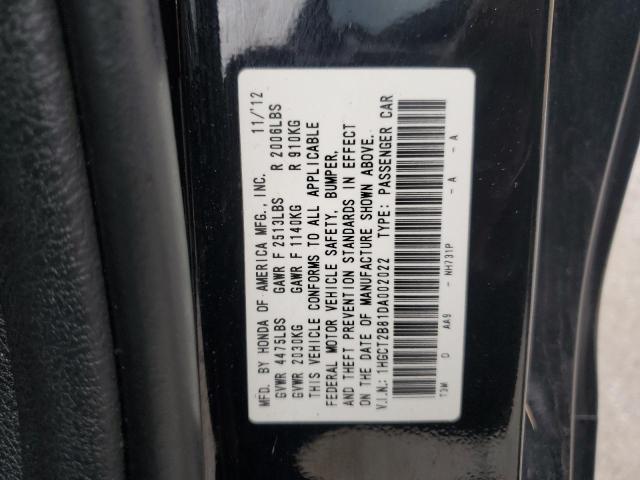 MFD. BY HONDA OF AMERICA MFG., INC. 11/'12
GVWR 4475LBS GAWR F 2513LBS R 2006LBS
GVWR 2030KG GAWR F 1140KG R 910KG
THIS VEHICLE CONFORMS TO ALL APPLICABLE
FEDERAL MOTOR VEHICLE SAFETY, BUMPER,
AND THEFT PREVENTION STANDARDS IN EFFECT
ON THE DATE OF MANUFACTURE SHOWN ABOVE.
V.I.N.: 1HGCT2B81DA002022 TYPE: PASSENGER CAR
T3M D AA9 - NH731P - A - A